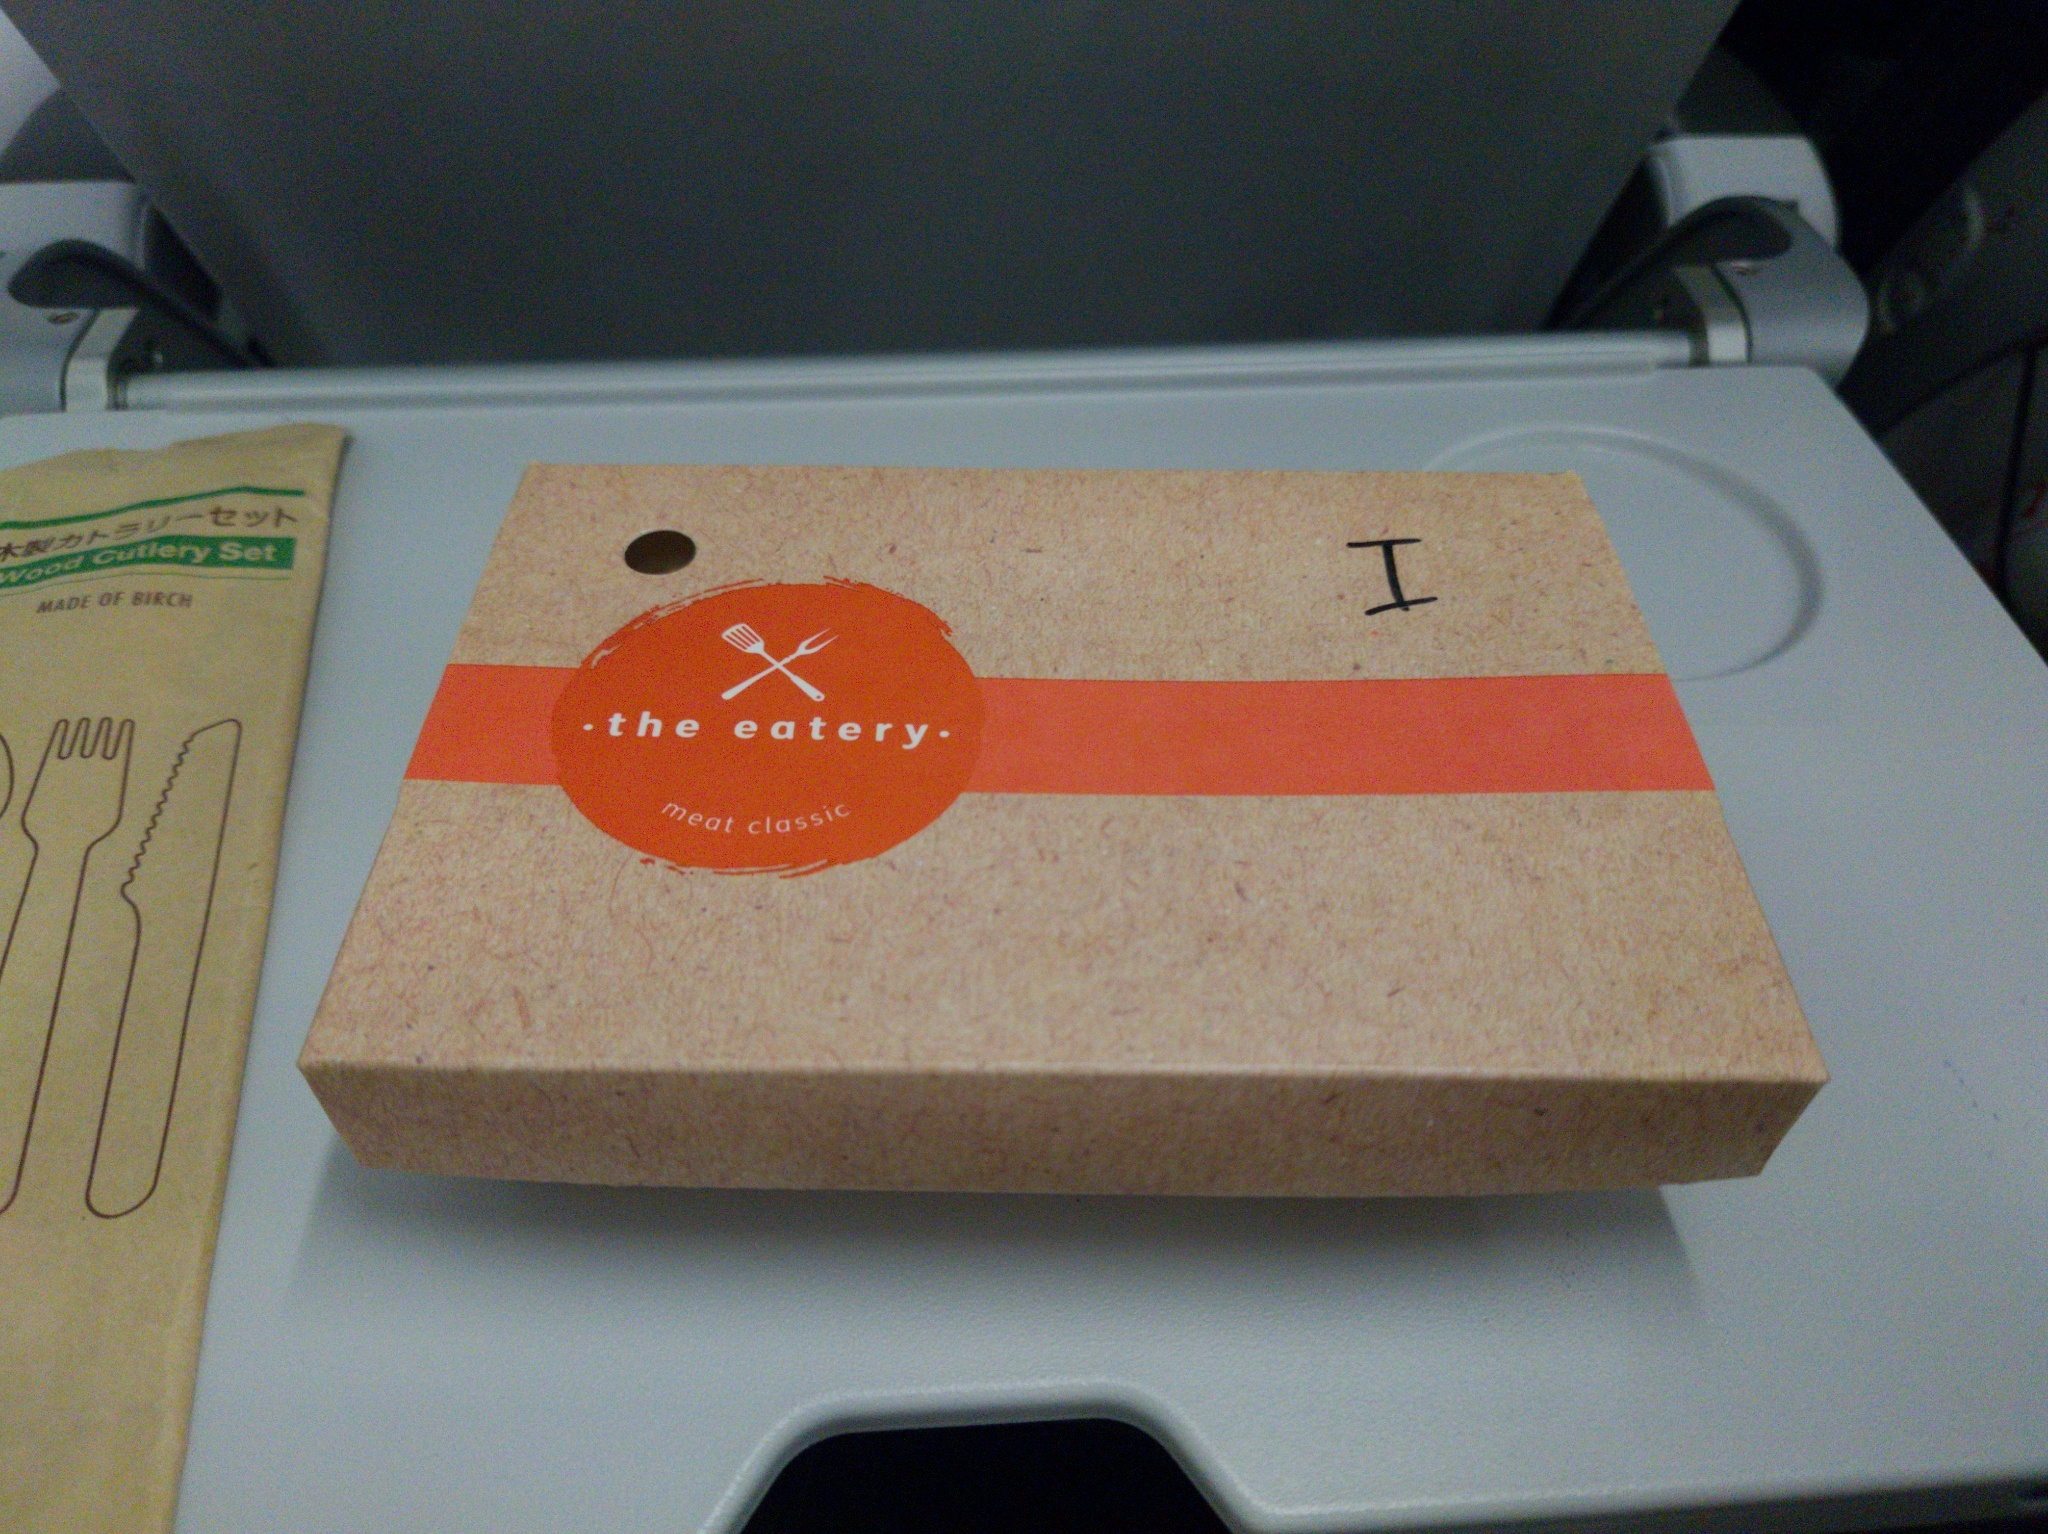 木製カトラリーセット
Wood Cutlery Set
MADE OF BIRCH
I
·the eatery·
meat classic